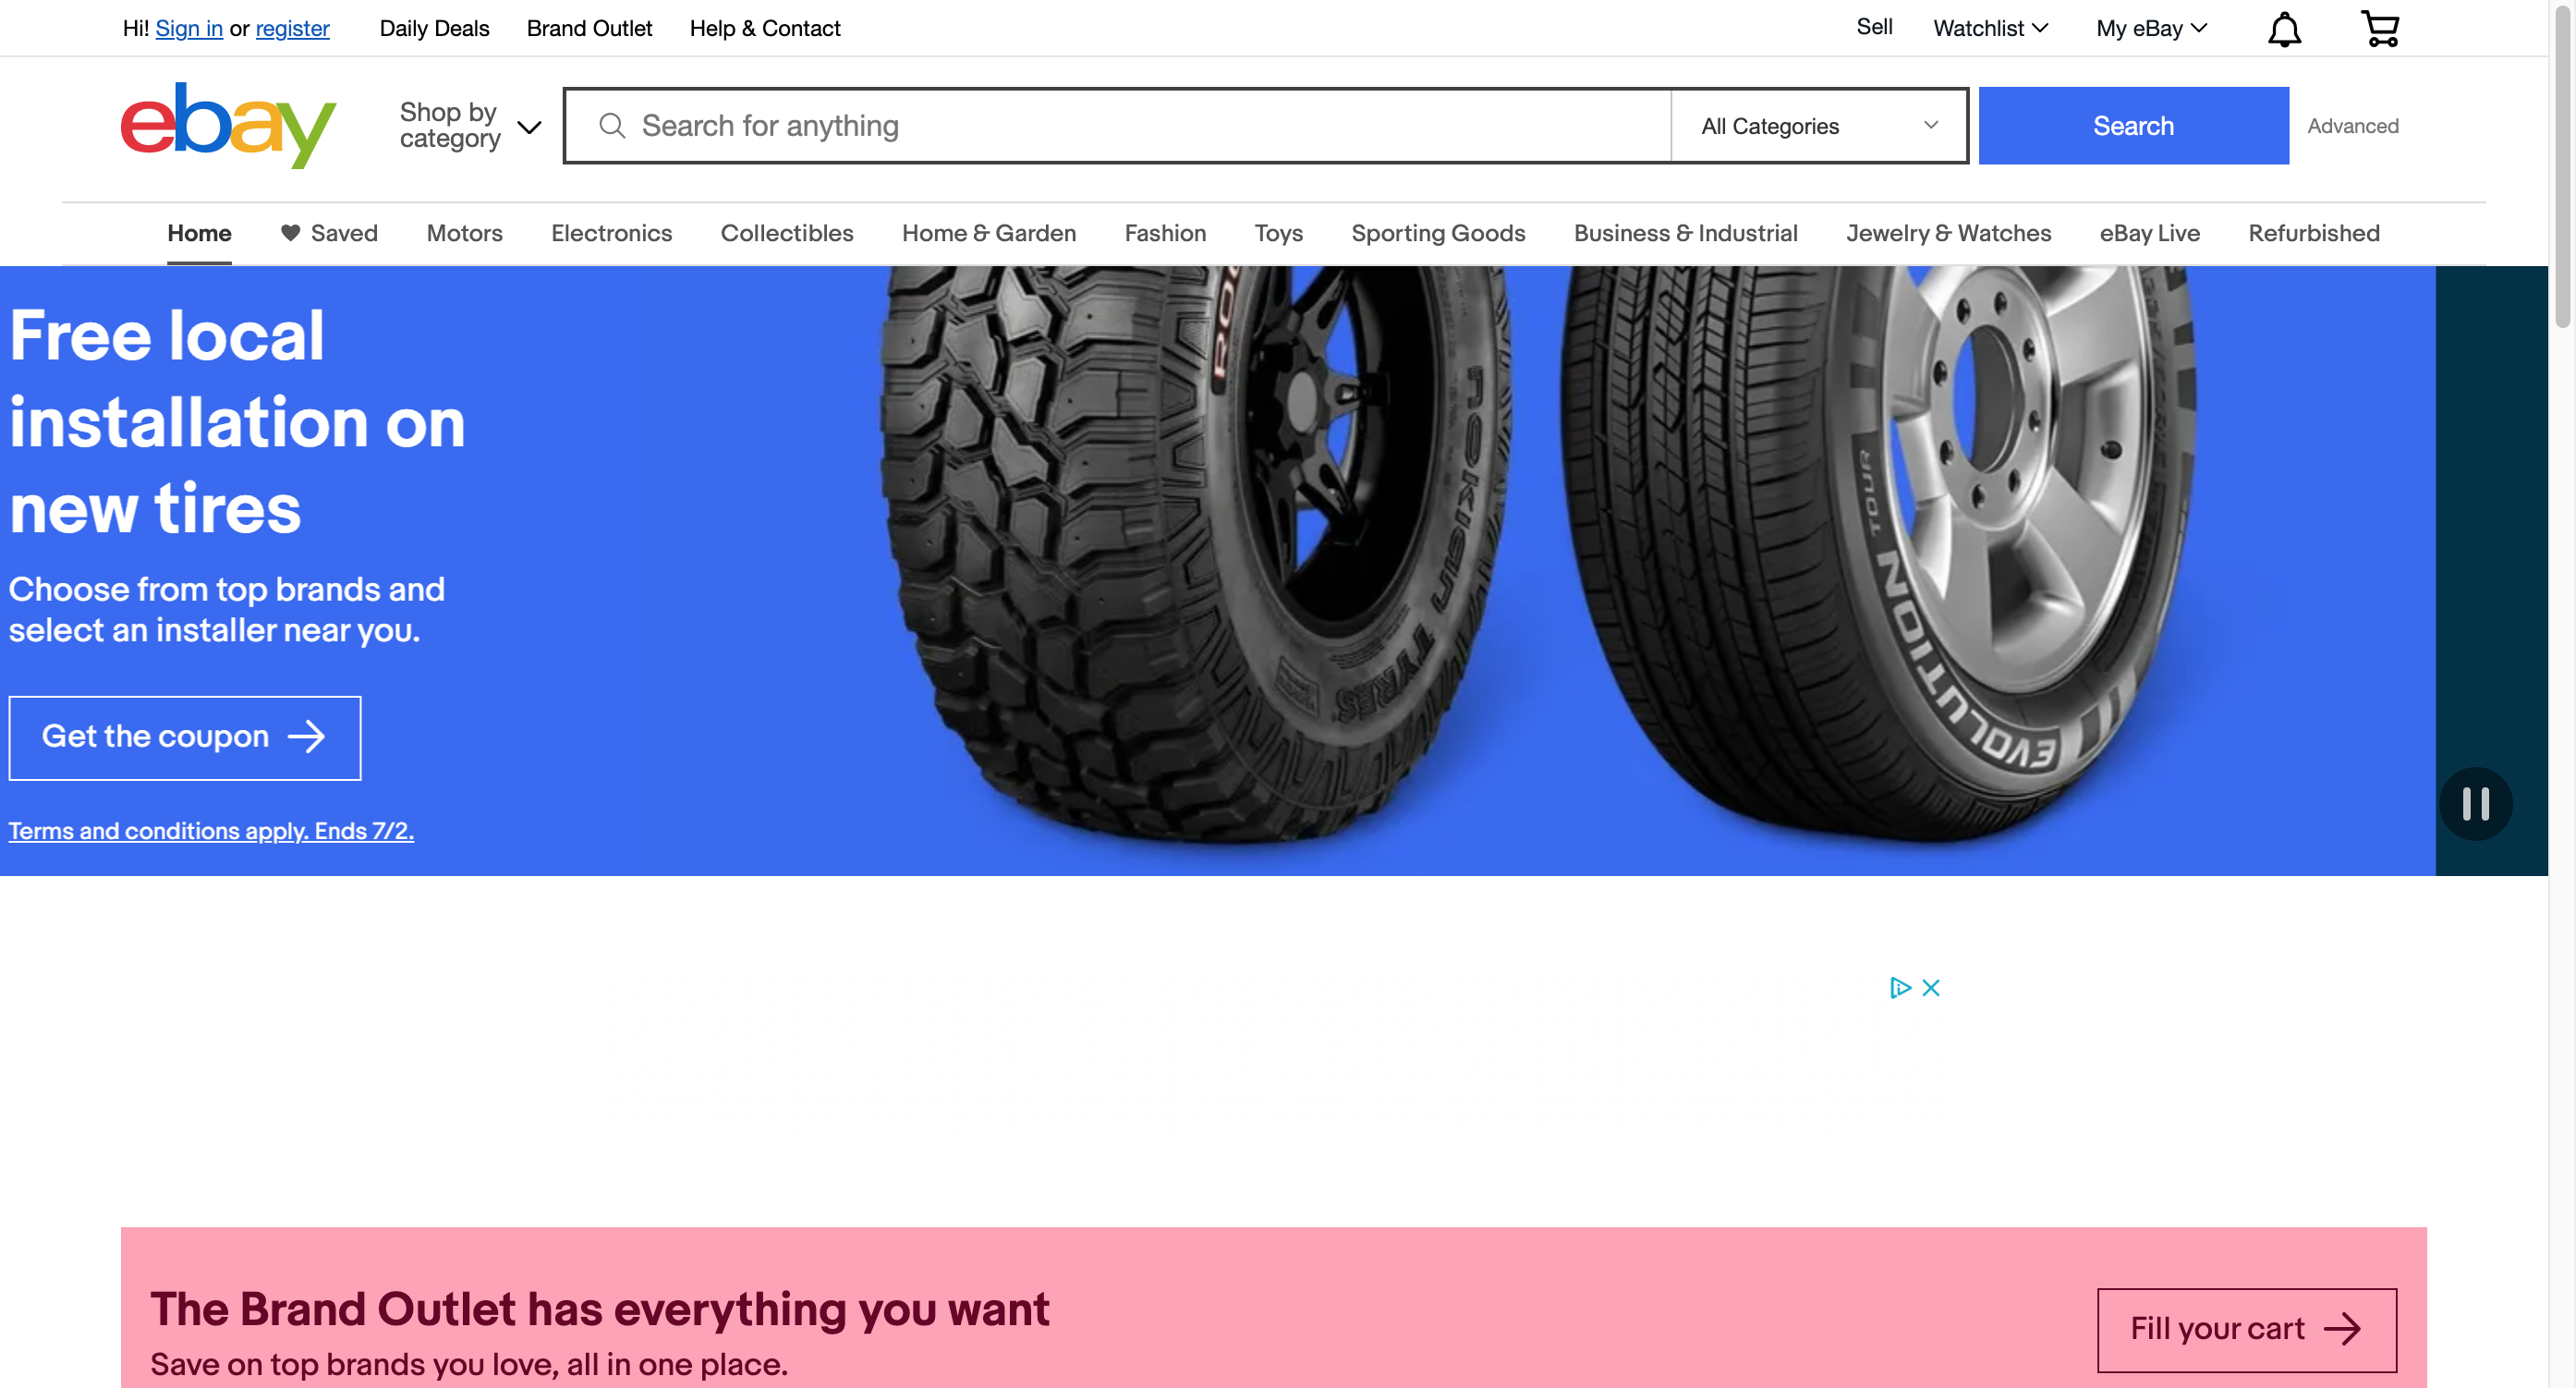 Hi! Sign in or register Daily Deals Brand Outlet Help & Contact Sell Watchlist My eBay
ebay
Shop by
category
Search for anything All Categories Search Advanced
Home Saved Motors Electronics Collectibles Home & Garden Fashion Toys Sporting Goods Business & Industrial Jewelry & Watches eBay Live Refurbished
Free local
installation on
new tires
Choose from top brands and
select an installer near you.
Get the coupon
Terms and conditions apply. Ends 7/2.
nokian TYRES
EVOLUTION TOUR
The Brand Outlet has everything you want
Save on top brands you love, all in one place.
Fill your cart